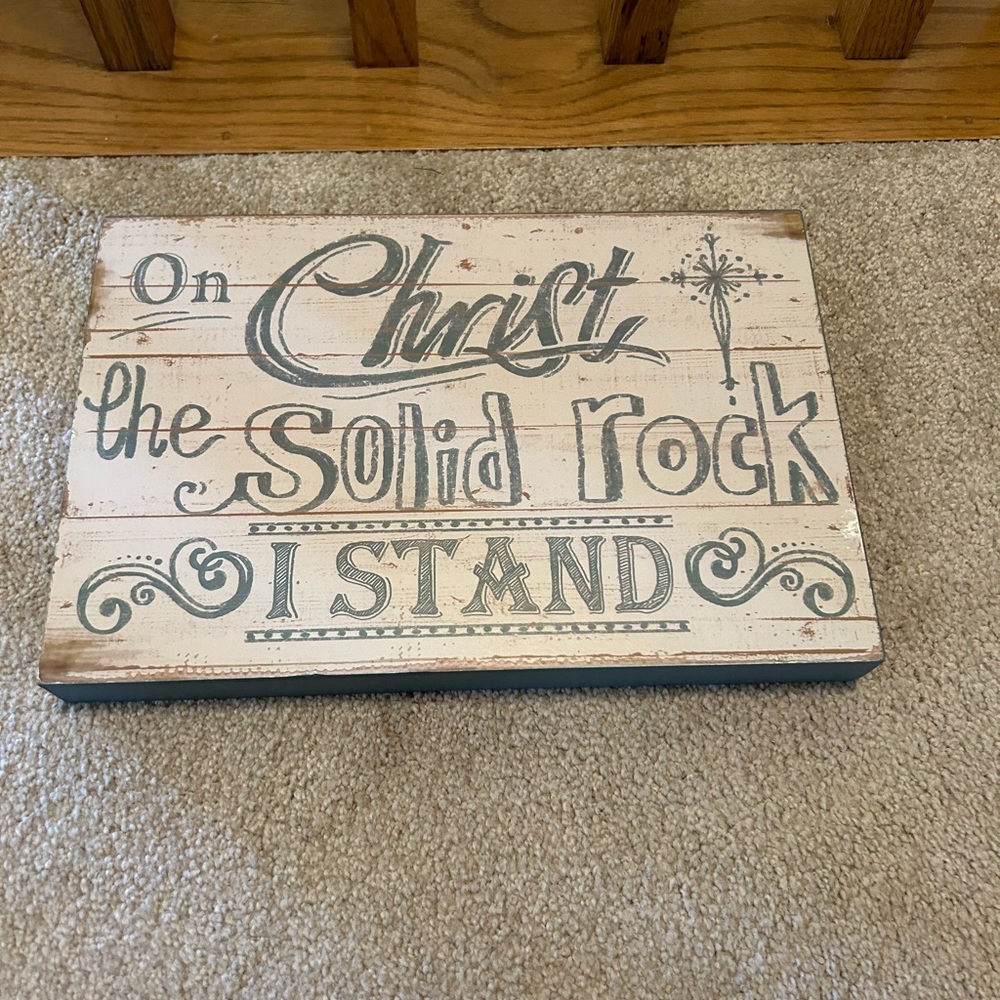 On Christ,
the Solid rock
I STAND